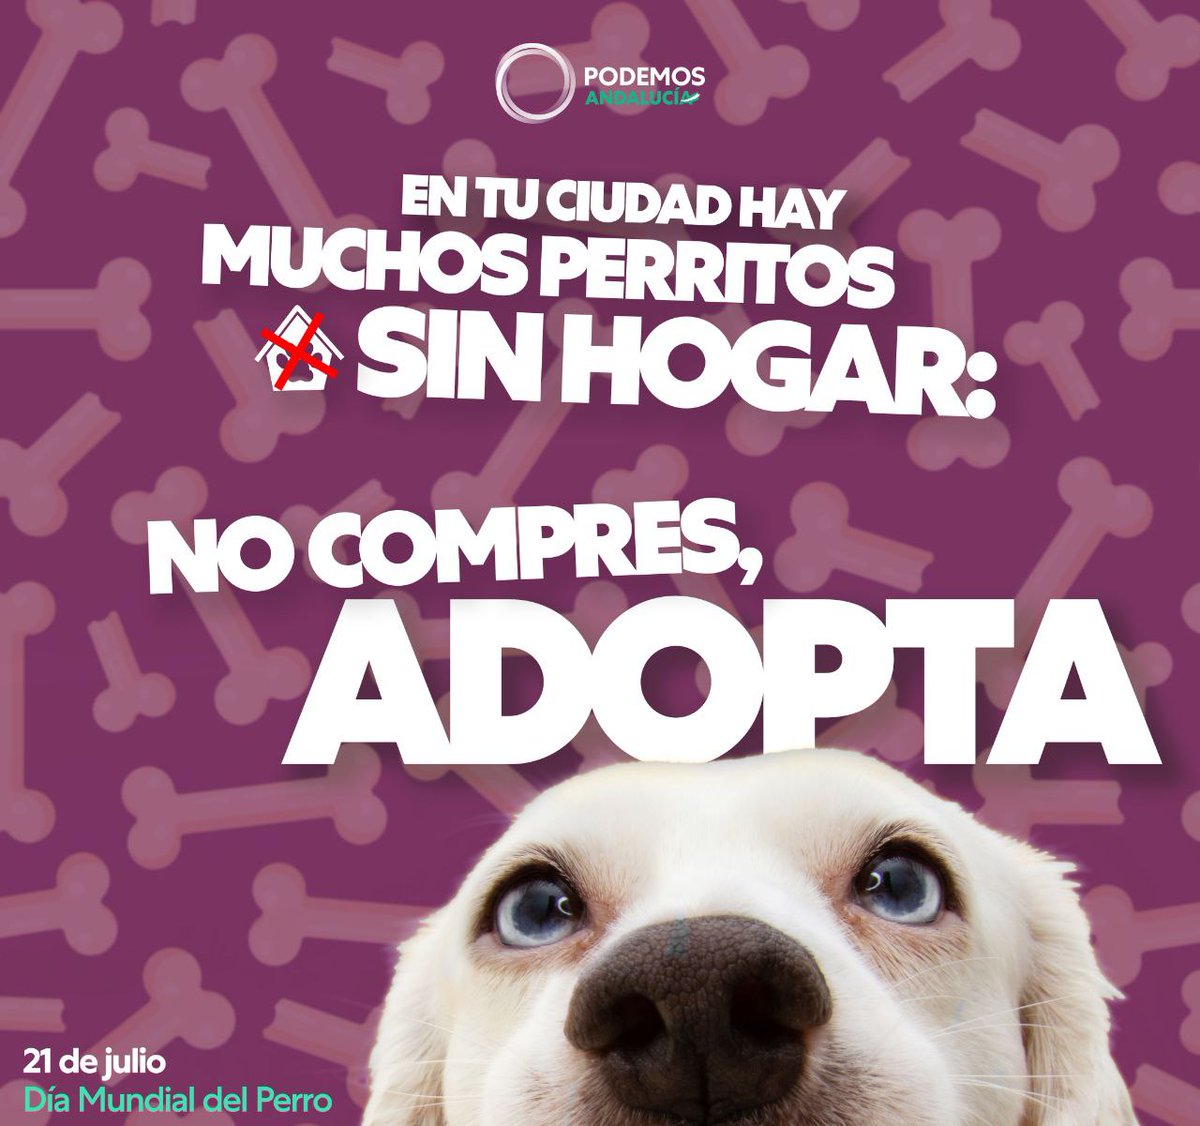 PODEMOS
ANDALUCÍA
EN TU CIUDAD HAY
MUCHOS PERRITOS
SIN HOGAR:
NO COMPRES,
ADOPTA
21 de julio
Día Mundial del Perro